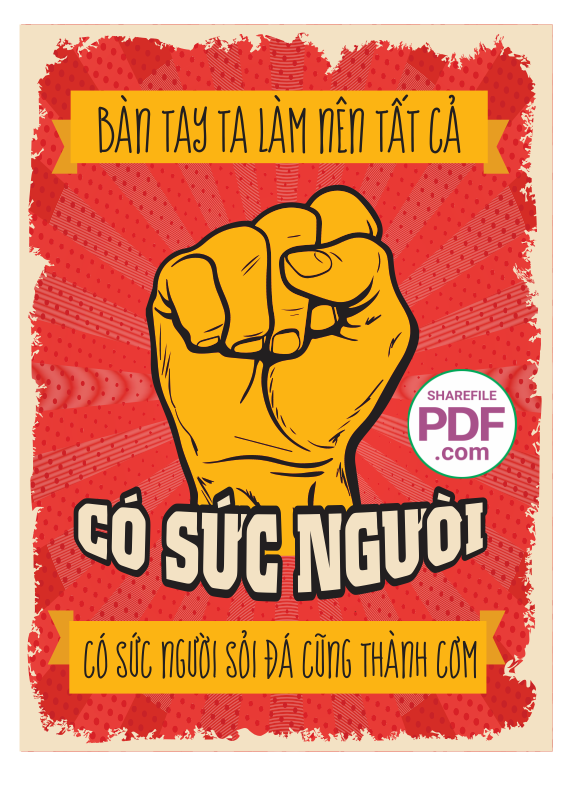 BÀN TAY TA LÀM NÊN TẤT CẢ
SHAREFILE
PDF
.com
CÓ SỨC NGƯỜI
CÓ SỨC NGƯỜI SỎI ĐÁ CŨNG THÀNH CƠM